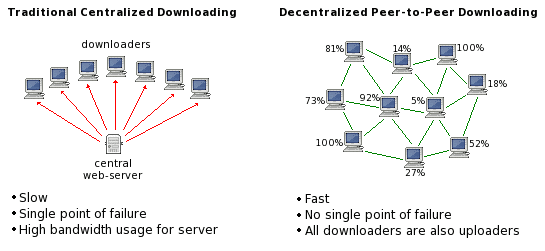 Traditional Centralized Downloading
downloaders
central
web-server
• Slow
• Single point of failure
• High bandwidth usage for server
Decentralized Peer-to-Peer Downloading
81%
14%
100%
18%
73%
92%
5%
100%
52%
27%
• Fast
• No single point of failure
• All downloaders are also uploaders